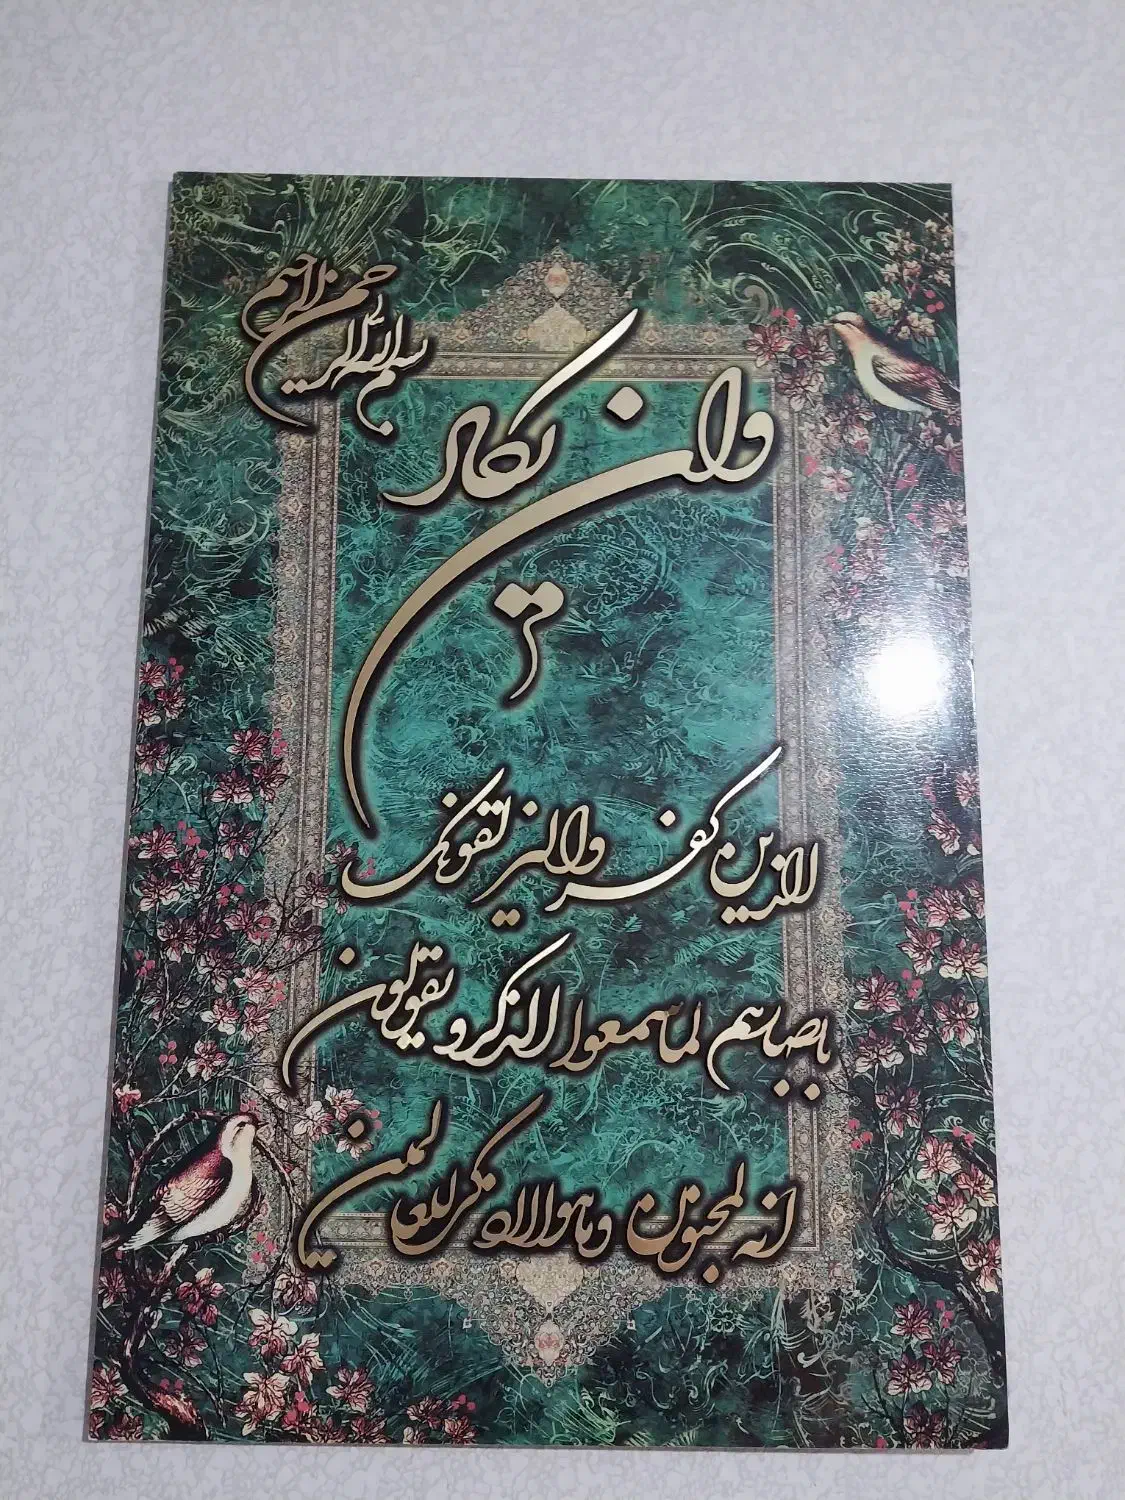 بسم الله الرحمن الرحیم
وان یکاد
الذین کفروا لیزلقونک
بابصارهم لما سمعوا الذکر و یقولون
انه لمجنون وما هو الا ذکر للعالمین